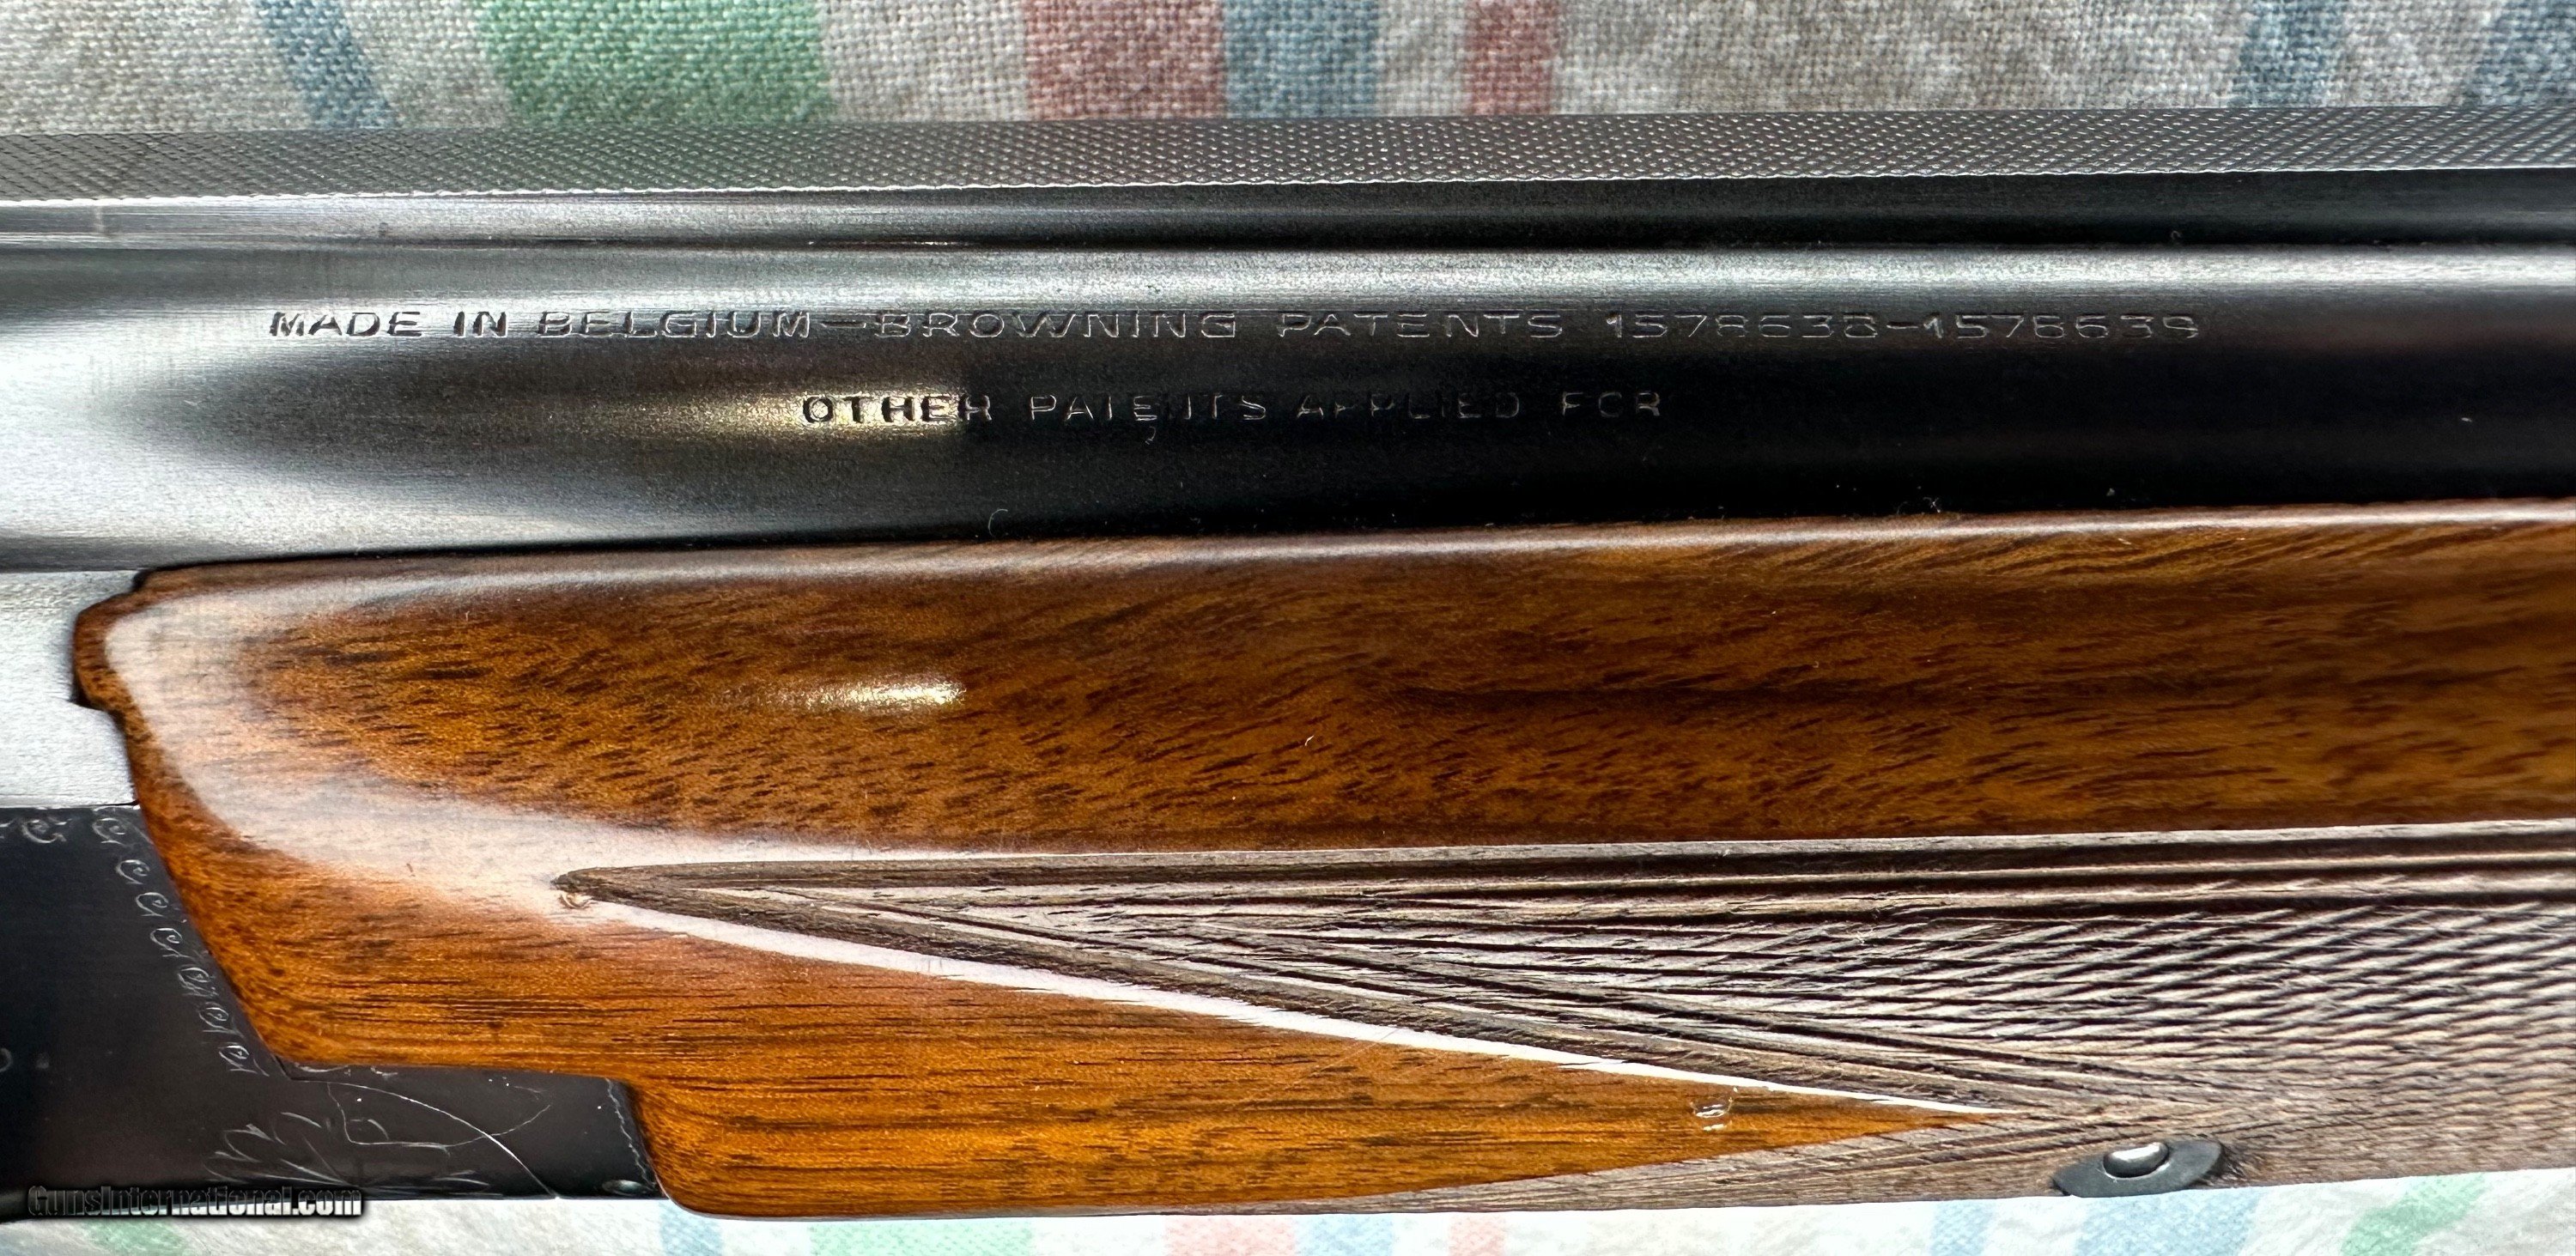 MADE IN BELGIUM-BROWNING PATENTS 1578638-1578639
OTHER PATENTS APPLIED FOR
GunsInternational.com